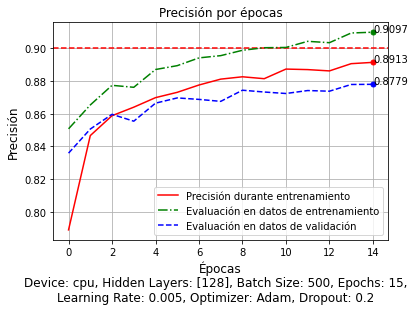 Precisión por épocas
0.9097
0.8913
0.8779
0.90
0.88
0.86
0.84
0.82
0.80
Precisión
Precisión durante entrenamiento
Evaluación en datos de entrenamiento
Evaluación en datos de validación
0 2 4 6 8 10 12 14
Épocas
Device: cpu, Hidden Layers: [128], Batch Size: 500, Epochs: 15,
Learning Rate: 0.005, Optimizer: Adam, Dropout: 0.2